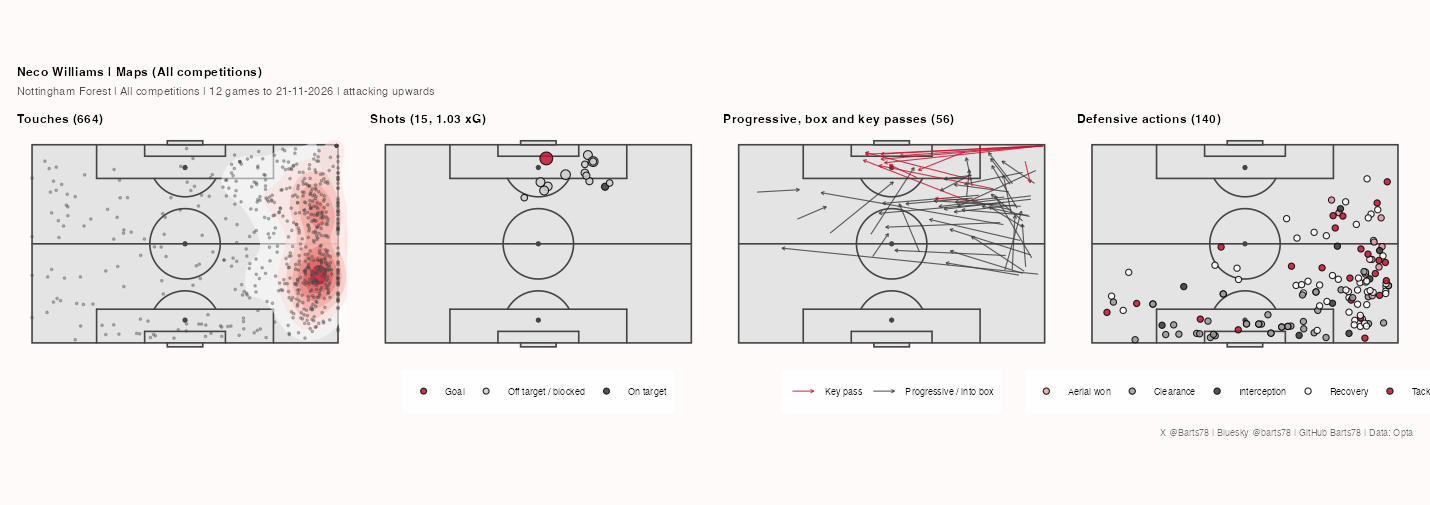 Neco Williams | Maps (All competitions)
Nottingham Forest | All competitions | 12 games to 21-11-2026 | attacking upwards
Touches (664)
Shots (15, 1.03 xG)
Progressive, box and key passes (56)
Defensive actions (140)
Goal
Off target / blocked
On target
Key pass
Progressive / Into box
Aerial won
Clearance
Interception
Recovery
Tack
X @Barts78 | Bluesky @barts78 | GitHub Barts78 | Data: Opta